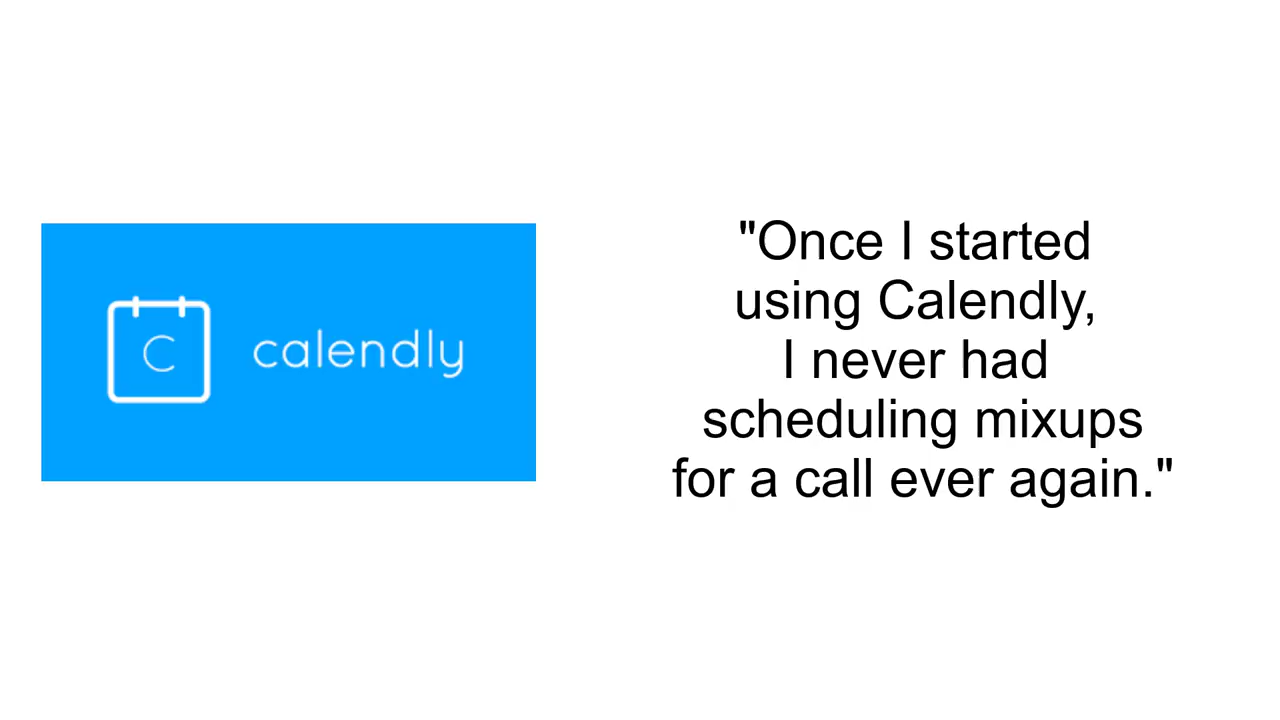 C
calendly
"Once I started
using Calendly,
I never had
scheduling mixups
for a call ever again."